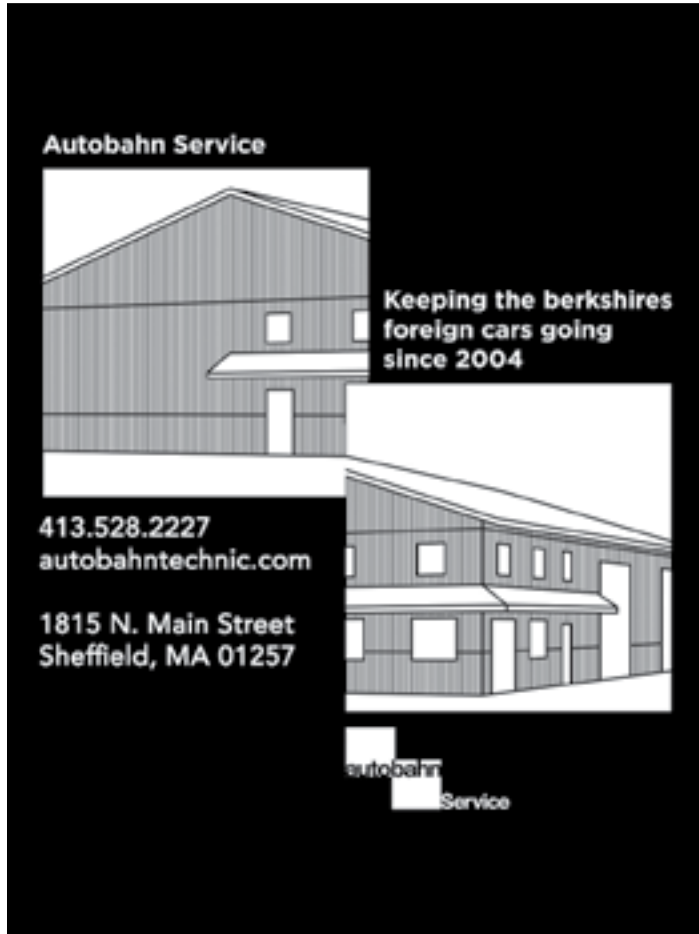 Autobahn Service
Keeping the berkshires
foreign cars going
since 2004
413.528.2227
autobahntechnic.com
1815 N. Main Street
Sheffield, MA 01257
autobahn
Service